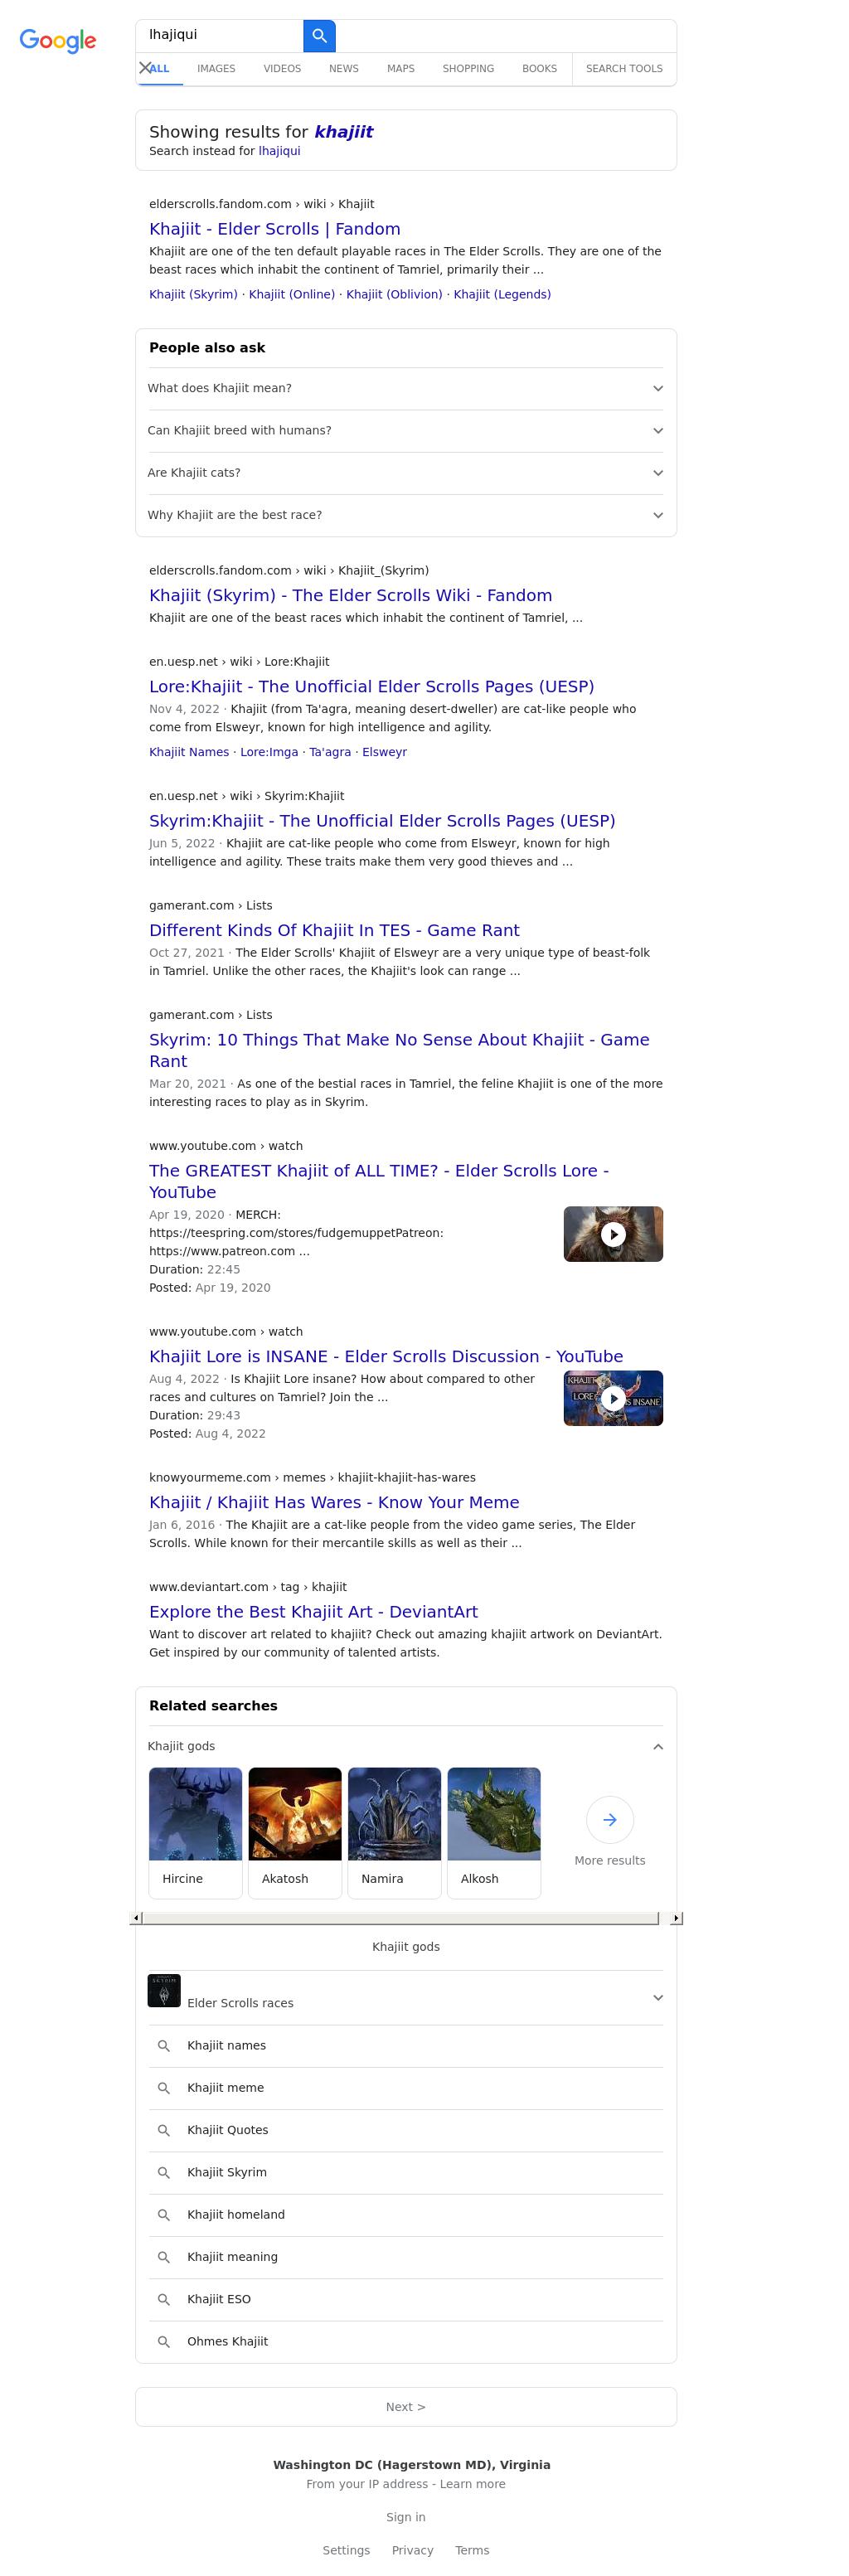 Google
lhajiqui
ALL IMAGES VIDEOS NEWS MAPS SHOPPING BOOKS SEARCH TOOLS
Showing results for khajiit
Search instead for lhajiqui
elderscrolls.fandom.com › wiki › Khajiit
Khajiit - Elder Scrolls | Fandom
Khajiit are one of the ten default playable races in The Elder Scrolls. They are one of the
beast races which inhabit the continent of Tamriel, primarily their ...
Khajiit (Skyrim) · Khajiit (Online) · Khajiit (Oblivion) · Khajiit (Legends)
People also ask
What does Khajiit mean?
Can Khajiit breed with humans?
Are Khajiit cats?
Why Khajiit are the best race?
elderscrolls.fandom.com › wiki › Khajiit_(Skyrim)
Khajiit (Skyrim) - The Elder Scrolls Wiki - Fandom
Khajiit are one of the beast races which inhabit the continent of Tamriel, ...
en.uesp.net › wiki › Lore:Khajiit
Lore:Khajiit - The Unofficial Elder Scrolls Pages (UESP)
Nov 4, 2022 · Khajiit (from Ta'agra, meaning desert-dweller) are cat-like people who
come from Elsweyr, known for high intelligence and agility.
Khajiit Names · Lore:Imga · Ta'agra · Elsweyr
en.uesp.net › wiki › Skyrim:Khajiit
Skyrim:Khajiit - The Unofficial Elder Scrolls Pages (UESP)
Jun 5, 2022 · Khajiit are cat-like people who come from Elsweyr, known for high
intelligence and agility. These traits make them very good thieves and ...
gamerant.com › Lists
Different Kinds Of Khajiit In TES - Game Rant
Oct 27, 2021 · The Elder Scrolls' Khajiit of Elsweyr are a very unique type of beast-folk
in Tamriel. Unlike the other races, the Khajiit's look can range ...
gamerant.com › Lists
Skyrim: 10 Things That Make No Sense About Khajiit - Game
Rant
Mar 20, 2021 · As one of the bestial races in Tamriel, the feline Khajiit is one of the more
interesting races to play as in Skyrim.
www.youtube.com › watch
The GREATEST Khajiit of ALL TIME? - Elder Scrolls Lore -
YouTube
Apr 19, 2020 · MERCH:
https://teespring.com/stores/fudgemuppetPatreon:
https://www.patreon.com ...
Duration: 22:45
Posted: Apr 19, 2020
www.youtube.com › watch
Khajiit Lore is INSANE - Elder Scrolls Discussion - YouTube
Aug 4, 2022 · Is Khajiit Lore insane? How about compared to other
races and cultures on Tamriel? Join the ...
Duration: 29:43
Posted: Aug 4, 2022
KHAJIIT
LORE IS INSANE
knowyourmeme.com › memes › khajiit-khajiit-has-wares
Khajiit / Khajiit Has Wares - Know Your Meme
Jan 6, 2016 · The Khajiit are a cat-like people from the video game series, The Elder
Scrolls. While known for their mercantile skills as well as their ...
www.deviantart.com › tag › khajiit
Explore the Best Khajiit Art - DeviantArt
Want to discover art related to khajiit? Check out amazing khajiit artwork on DeviantArt.
Get inspired by our community of talented artists.
Related searches
Khajiit gods
Hircine Akatosh Namira Alkosh
More results
Khajiit gods
SKYRIM
Elder Scrolls races
Khajiit names
Khajiit meme
Khajiit Quotes
Khajiit Skyrim
Khajiit homeland
Khajiit meaning
Khajiit ESO
Ohmes Khajiit
Next >
Washington DC (Hagerstown MD), Virginia
From your IP address - Learn more
Sign in
Settings Privacy Terms